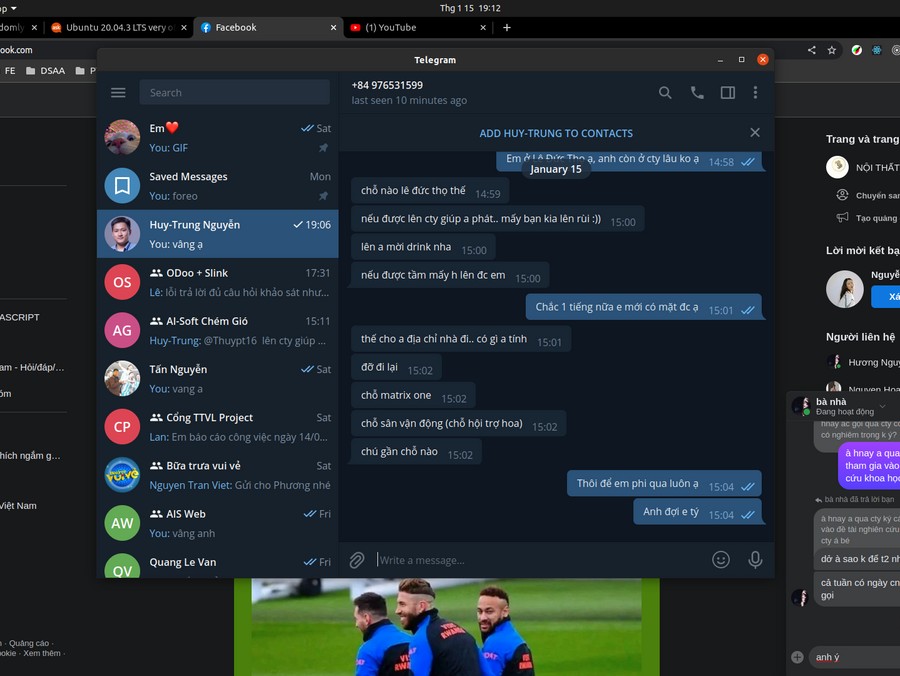 Thg 1 15 19:12
Ubuntu 20.04.3 LTS very o
Facebook
(1) YouTube
ook.com
FE
DSAA
Telegram
Search
Em❤️
Sat
You: GIF
Saved Messages
Mon
You: foreo
Huy-Trung Nguyễn
19:06
You: vâng ạ
OS
ODoo + Slink
17:31
Lê: lỗi trả lời đủ câu hỏi khảo sát như...
AG
AI-Soft Chém Gió
15:11
Huy-Trung: @Thuypt16 lên cty giúp ...
Tấn Nguyễn
Sat
You: vang a
CP
Cổng TTVL Project
Sat
Lan: Em báo cáo công việc ngày 14/0...
Bữa trưa vui vẻ
Sat
Nguyen Tran Viet: Gửi cho Phương nhé
AW
AIS Web
Fri
You: vâng anh
QV
Quang Le Van
Fri
+84 976531599
last seen 10 minutes ago
ADD HUY-TRUNG TO CONTACTS
Em ở Lê Đức Thọ ạ, anh còn ở cty lâu ko ạ 14:58
January 15
chỗ nào lê đức thọ thế 14:59
nếu được lên cty giúp a phát.. mấy bạn kia lên rùi :)) 15:00
lên a mời drink nha 15:00
nếu được tầm mấy h lên đc em 15:00
Chắc 1 tiếng nữa e mới có mặt đc ạ 15:01
thế cho a địa chỉ nhà đi.. có gì a tính 15:01
đỡ đi lại 15:02
chỗ matrix one 15:02
chỗ sân vận động (chỗ hội trợ hoa) 15:02
chú gần chỗ nào 15:02
Thôi để em phi qua luôn ạ 15:04
Anh đợi e tý 15:04
Write a message...
Trang và trang
NỘI THẤT
Chuyển sa
Tạo quảng
Lời mời kết bạ
Nguyễ
Xá
Người liên hệ
Hương Nguy
bà nhà
Đang hoạt động
có nghiêm trọng k ý?
à hnay a qua
tham gia vào
cứu khoa học
bà nhà đã trả lời bạn
à hnay a qua cty ký cá
vào đề tài nghiên cứu
cty á bé
dở à sao k để t2 nh
cả tuần có ngày cn
gọi
anh ý
ASCRIPT
am - Hỏi/đáp/...
óm
hích ngắm g...
Việt Nam
· Quảng cáo ·
ookie · Xem thêm ·